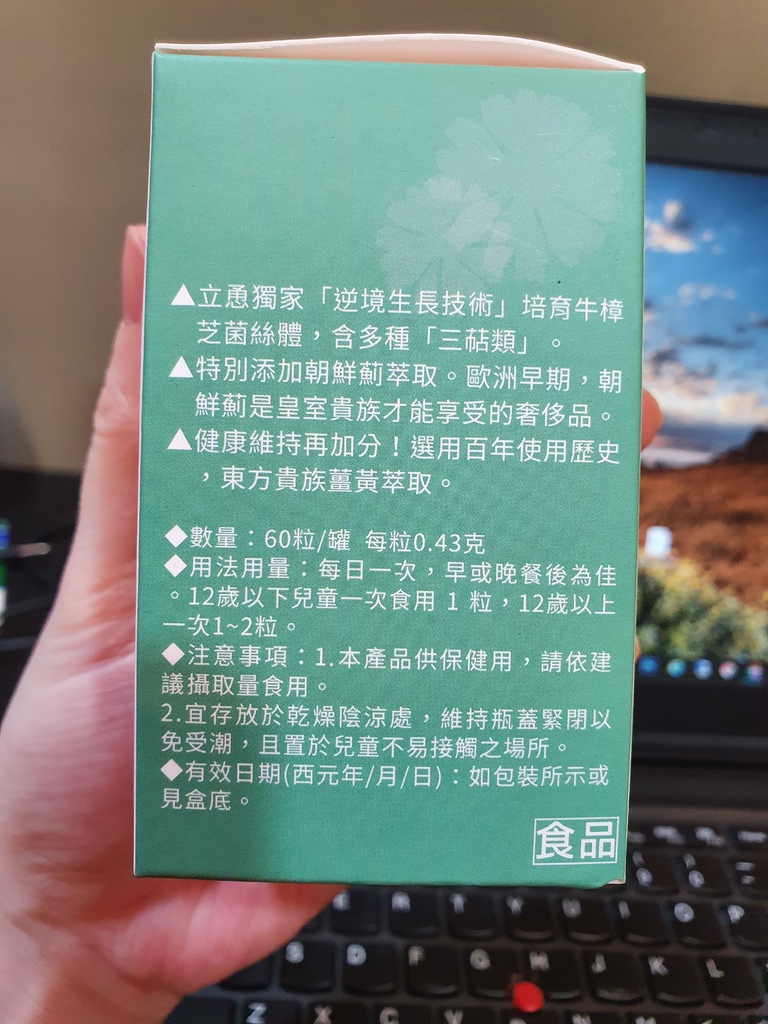 ▲立勇獨家「逆境生長技術」培育牛樟
芝菌絲體，含多種「三萜類」。
▲特別添加朝鮮薊萃取。歐洲早期，朝
鮮薊是皇室貴族才能享受的奢侈品。
▲健康維持再加分！選用百年使用歷史
，東方貴族薑黃萃取。
◆數量：60粒/罐 每粒0.43克
◆用法用量：每日一次，早或晚餐後為佳
。12歲以下兒童一次食用 1 粒，12歲以上
一次1~2粒。
◆注意事項：1.本產品供保健用，請依建
議攝取量食用。
2.宜存放於乾燥陰涼處，維持瓶蓋緊閉以
免受潮，且置於兒童不易接觸之場所。
◆有效日期(西元年/月/日)：如包裝所示或
見盒底。
食品
E R T Y U I O P
S D F G H J K L
Z X C V B N M